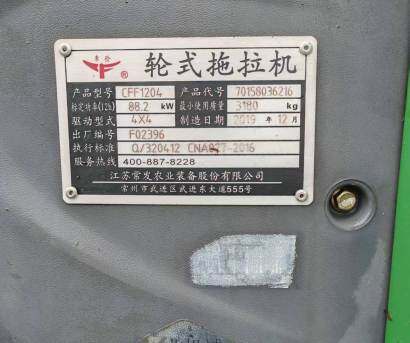 常发 ® 轮式拖拉机
产品型号 CFF1204 产品代号 70158036216
标定功率(12h) 88.2 kW 最小使用质量 3180 kg
驱动型式 4X4 制造日期 2019 年 12 月
出厂编号 F02396
执行标准 Q/320412 CNA027-2016
服务热线 400-887-8228
江苏常发农业装备股份有限公司
常州市武进区武进东大道555号